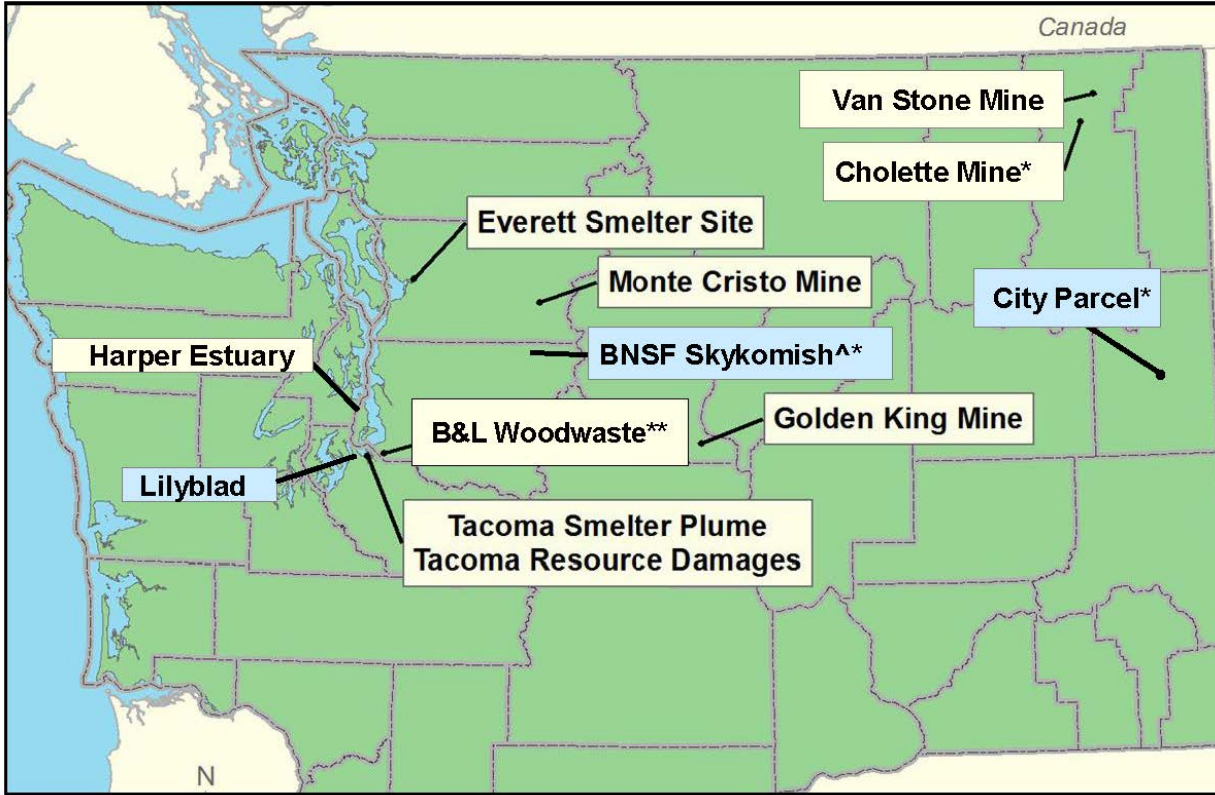 Canada
Van Stone Mine
Cholette Mine*
Everett Smelter Site
Monte Cristo Mine
City Parcel*
Harper Estuary
BNSF Skykomish^*
B&L Woodwaste**
Golden King Mine
Lilyblad
Tacoma Smelter Plume
Tacoma Resource Damages
N